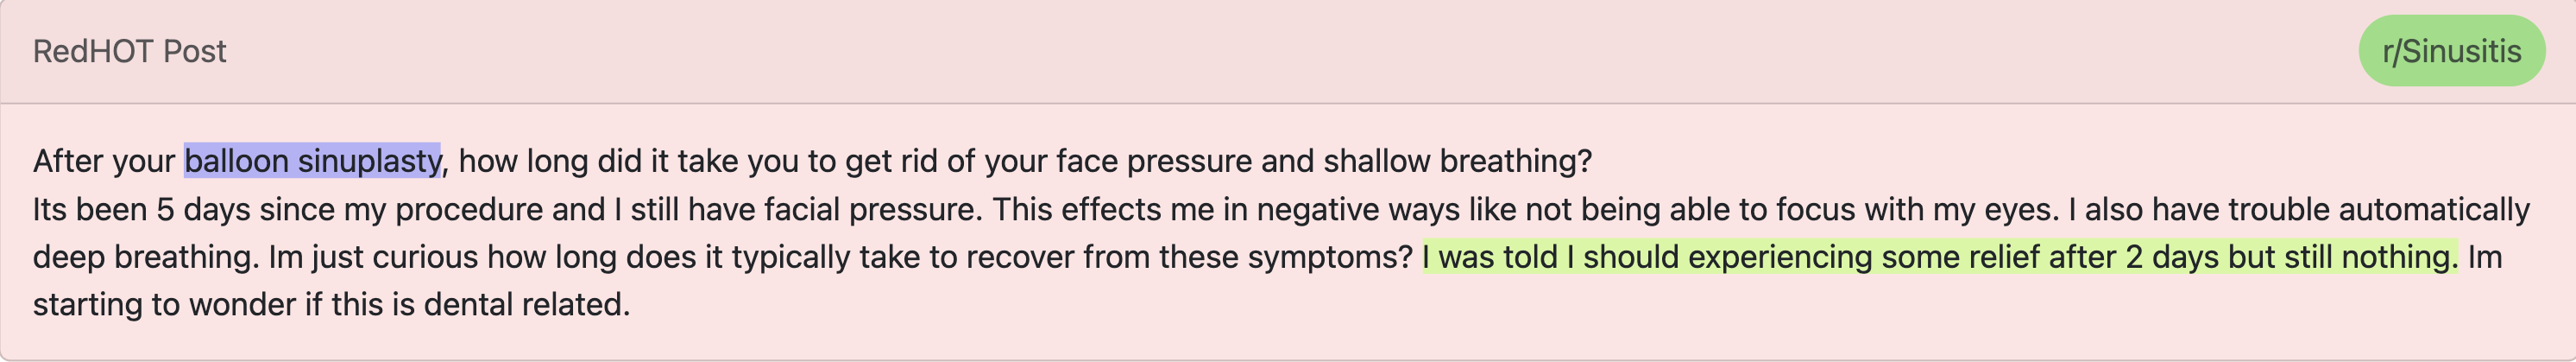 RedHOT Post
r/Sinusitis
After your balloon sinuplasty, how long did it take you to get rid of your face pressure and shallow breathing?
Its been 5 days since my procedure and I still have facial pressure. This effects me in negative ways like not being able to focus with my eyes. I also have trouble automatically
deep breathing. Im just curious how long does it typically take to recover from these symptoms? I was told I should experiencing some relief after 2 days but still nothing. Im
starting to wonder if this is dental related.